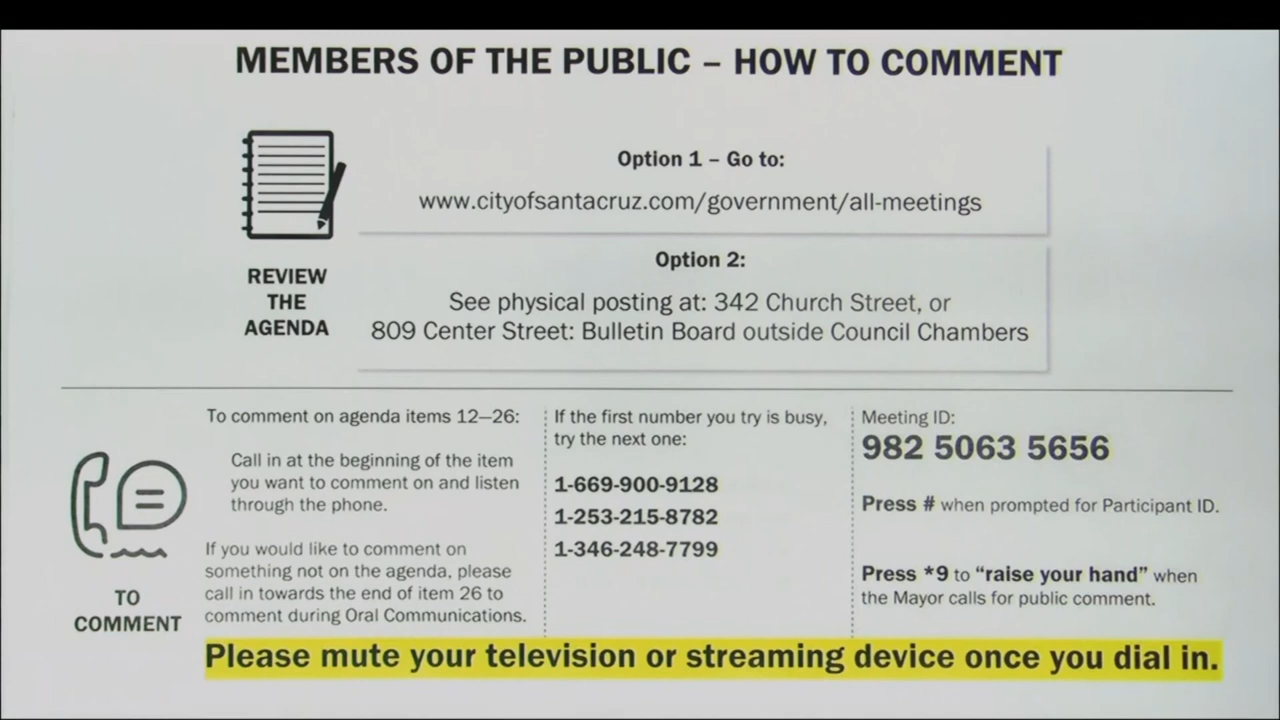 MEMBERS OF THE PUBLIC – HOW TO COMMENT
REVIEW
THE
AGENDA
Option 1 – Go to:
www.cityofsantacruz.com/government/all-meetings
Option 2:
See physical posting at: 342 Church Street, or
809 Center Street: Bulletin Board outside Council Chambers
TO
COMMENT
To comment on agenda items 12–26:
Call in at the beginning of the item
you want to comment on and listen
through the phone.
If you would like to comment on
something not on the agenda, please
call in towards the end of item 26 to
comment during Oral Communications.
If the first number you try is busy,
try the next one:
1-669-900-9128
1-253-215-8782
1-346-248-7799
Meeting ID:
982 5063 5656
Press # when prompted for Participant ID.
Press *9 to “raise your hand” when
the Mayor calls for public comment.
Please mute your television or streaming device once you dial in.